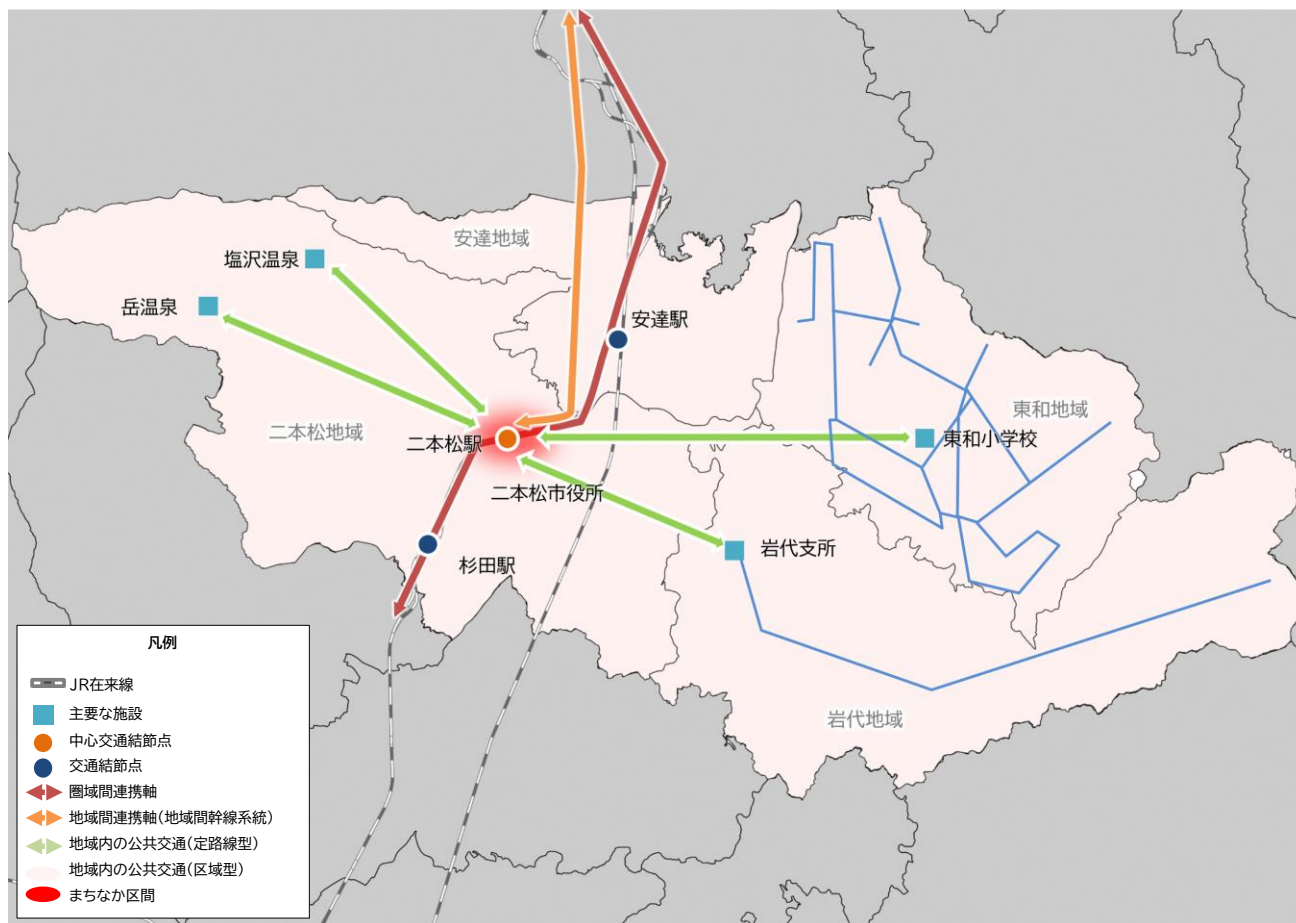 安達地域
塩沢温泉
岳温泉
安達駅
東和地域
二本松地域
二本松駅
東和小学校
二本松市役所
岩代支所
杉田駅
岩代地域
凡例
JR在来線
主要な施設
中心交通結節点
交通結節点
圏域間連携軸
地域間連携軸(地域間幹線系統)
地域内の公共交通(定路線型)
地域内の公共交通(区域型)
まちなか区間